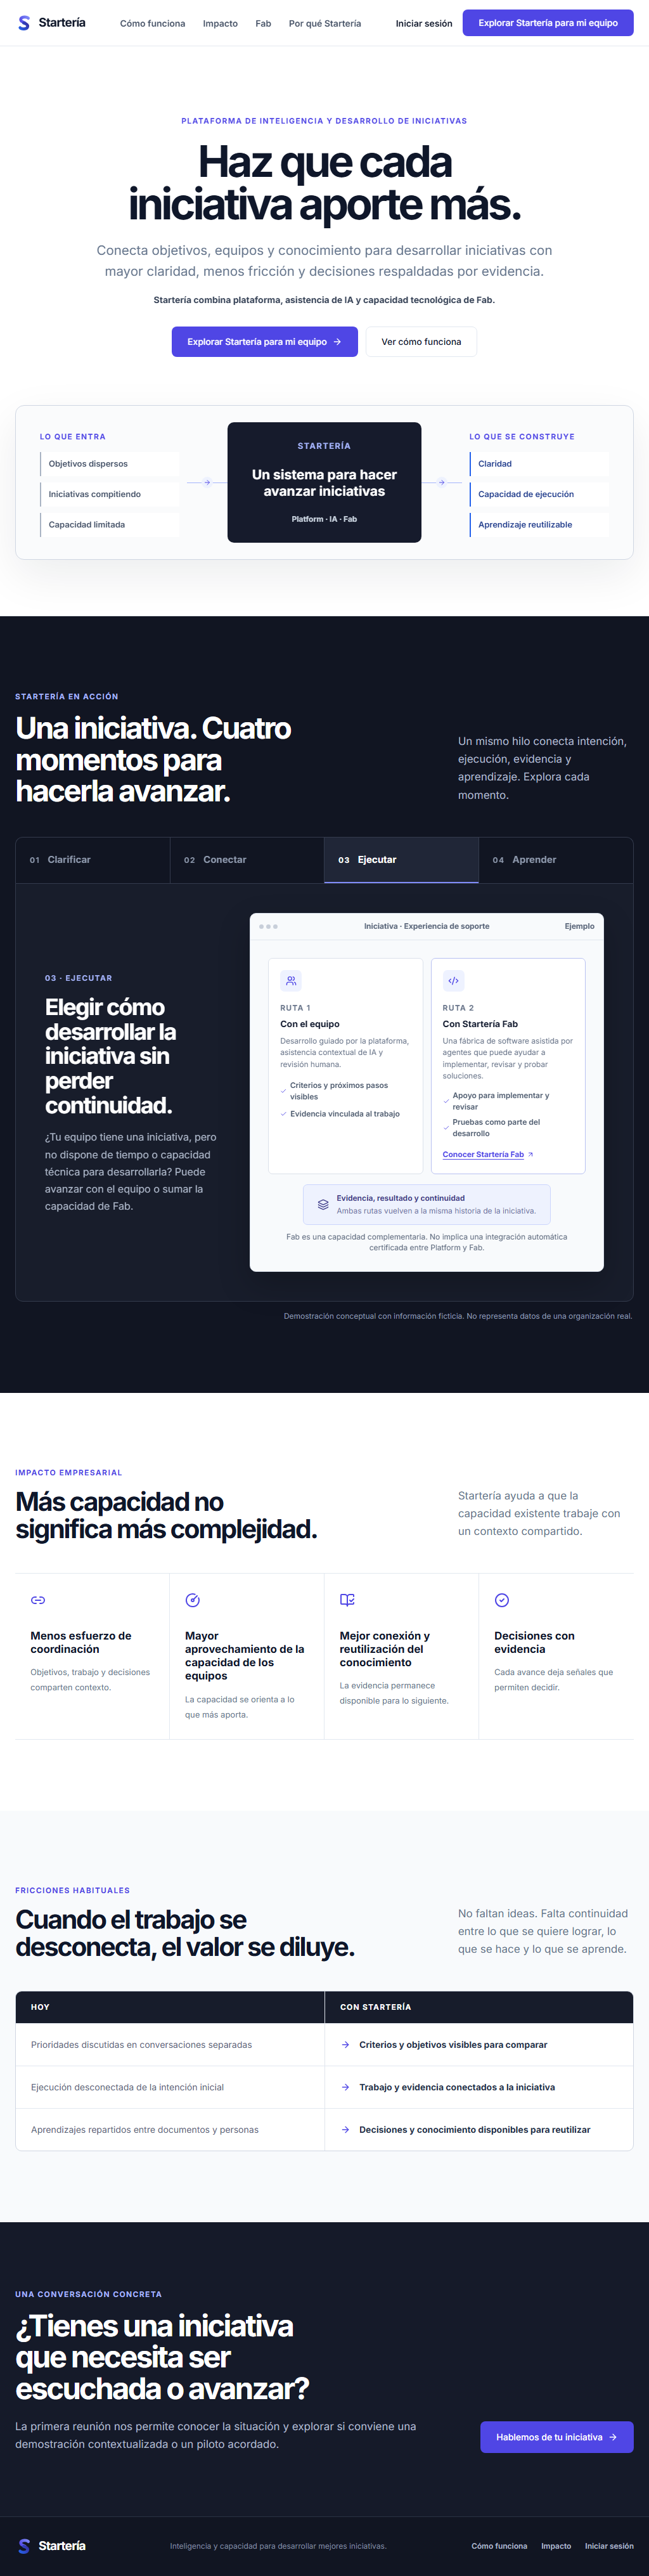 Startería
Cómo funciona
Impacto
Fab
Por qué Startería
Iniciar sesión
Explorar Startería para mi equipo
PLATAFORMA DE INTELIGENCIA Y DESARROLLO DE INICIATIVAS
Haz que cada
iniciativa aporte más.
Conecta objetivos, equipos y conocimiento para desarrollar iniciativas con
mayor claridad, menos fricción y decisiones respaldadas por evidencia.
Startería combina plataforma, asistencia de IA y capacidad tecnológica de Fab.
Explorar Startería para mi equipo
Ver cómo funciona
LO QUE ENTRA
Objetivos dispersos
Iniciativas compitiendo
Capacidad limitada
STARTERÍA
Un sistema para hacer
avanzar iniciativas
Platform · IA · Fab
LO QUE SE CONSTRUYE
Claridad
Capacidad de ejecución
Aprendizaje reutilizable
STARTERÍA EN ACCIÓN
Una iniciativa. Cuatro
momentos para
hacerla avanzar.
Un mismo hilo conecta intención,
ejecución, evidencia y
aprendizaje. Explora cada
momento.
01 Clarificar
02 Conectar
03 Ejecutar
04 Aprender
03 · EJECUTAR
Elegir cómo
desarrollar la
iniciativa sin
perder
continuidad.
¿Tu equipo tiene una iniciativa, pero
no dispone de tiempo o capacidad
técnica para desarrollarla? Puede
avanzar con el equipo o sumar la
capacidad de Fab.
Iniciativa · Experiencia de soporte
Ejemplo
RUTA 1
Con el equipo
Desarrollo guiado por la plataforma,
asistencia contextual de IA y
revisión humana.
Criterios y próximos pasos
visibles
Evidencia vinculada al trabajo
RUTA 2
Con Startería Fab
Una fábrica de software asistida por
agentes que puede ayudar a
implementar, revisar y probar
soluciones.
Apoyo para implementar y
revisar
Pruebas como parte del
desarrollo
Conocer Startería Fab
Evidencia, resultado y continuidad
Ambas rutas vuelven a la misma historia de la iniciativa.
Fab es una capacidad complementaria. No implica una integración automática
certificada entre Platform y Fab.
Demostración conceptual con información ficticia. No representa datos de una organización real.
IMPACTO EMPRESARIAL
Más capacidad no
significa más complejidad.
Startería ayuda a que la
capacidad existente trabaje con
un contexto compartido.
Menos esfuerzo de
coordinación
Objetivos, trabajo y decisiones
comparten contexto.
Mayor
aprovechamiento de la
capacidad de los
equipos
La capacidad se orienta a lo
que más aporta.
Mejor conexión y
reutilización del
conocimiento
La evidencia permanece
disponible para lo siguiente.
Decisiones con
evidencia
Cada avance deja señales que
permiten decidir.
FRICCIONES HABITUALES
Cuando el trabajo se
desconecta, el valor se diluye.
No faltan ideas. Falta continuidad
entre lo que se quiere lograr, lo
que se hace y lo que se aprende.
HOY
CON STARTERÍA
Prioridades discutidas en conversaciones separadas
Criterios y objetivos visibles para comparar
Ejecución desconectada de la intención inicial
Trabajo y evidencia conectados a la iniciativa
Aprendizajes repartidos entre documentos y personas
Decisiones y conocimiento disponibles para reutilizar
UNA CONVERSACIÓN CONCRETA
¿Tienes una iniciativa
que necesita ser
escuchada o avanzar?
La primera reunión nos permite conocer la situación y explorar si conviene una
demostración contextualizada o un piloto acordado.
Hablemos de tu iniciativa
Startería
Inteligencia y capacidad para desarrollar mejores iniciativas.
Cómo funciona
Impacto
Iniciar sesión